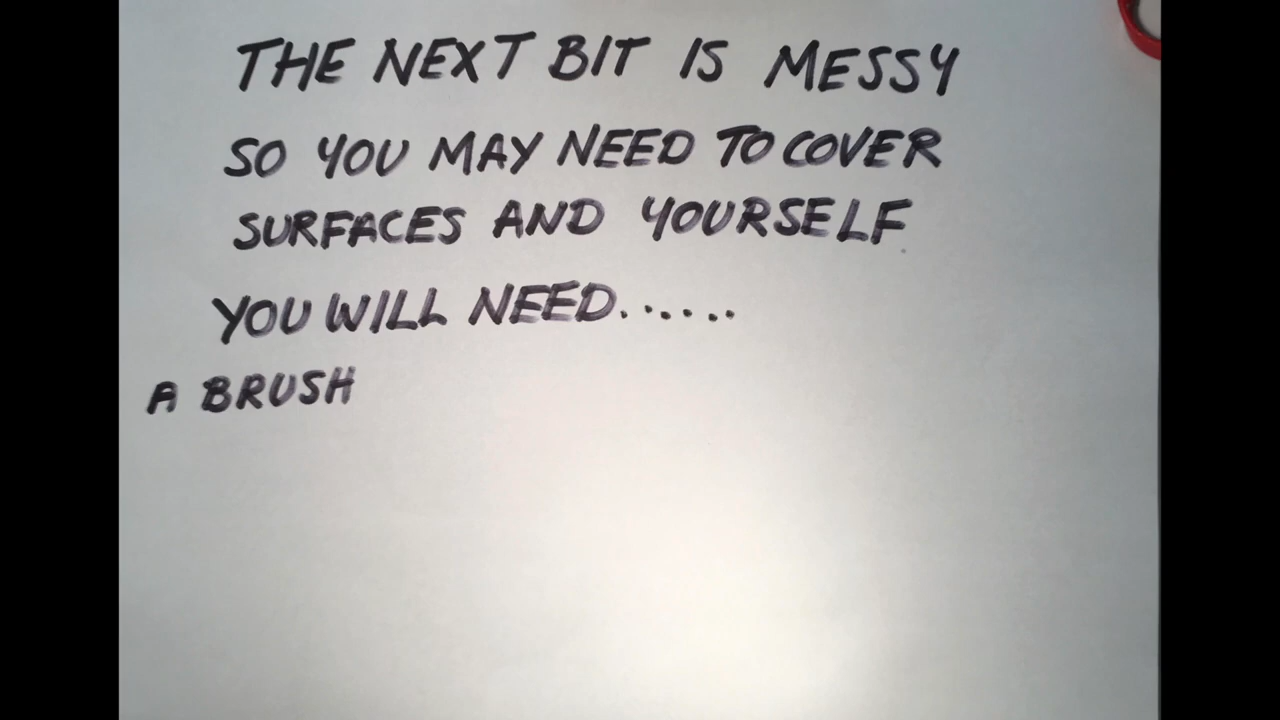 THE NEXT BIT IS MESSY
SO YOU MAY NEED TO COVER
SURFACES AND YOURSELF
YOU WILL NEED......
A BRUSH